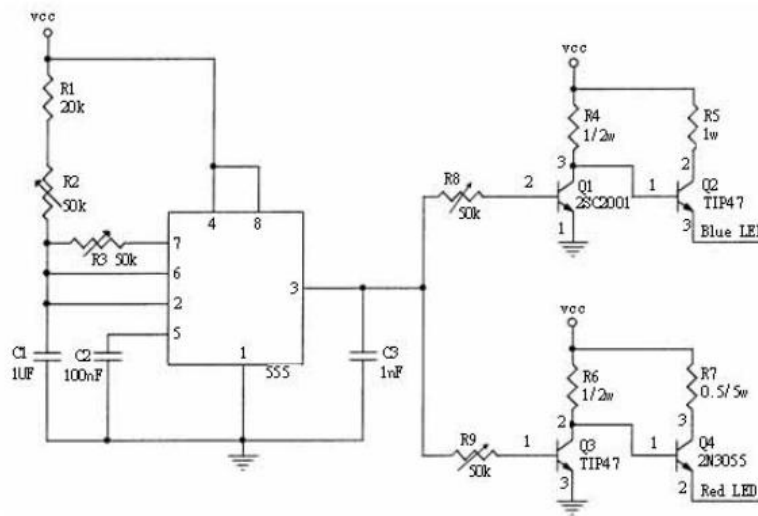 vcc
R1
20k
R2
50k
R3 50k
7
6
2
5
4
8
3
1
555
C1
1UF
C2
100nF
C3
1nF
vcc
R4
1/2w
R5
1w
R8
50k
2
3
Q1
2SC2001
1
1
2
Q2
TIP47
3
Blue LED
vcc
R6
1/2w
R7
0.5/5w
R9
50k
1
2
Q3
TIP47
3
1
3
Q4
2N3055
2
Red LED